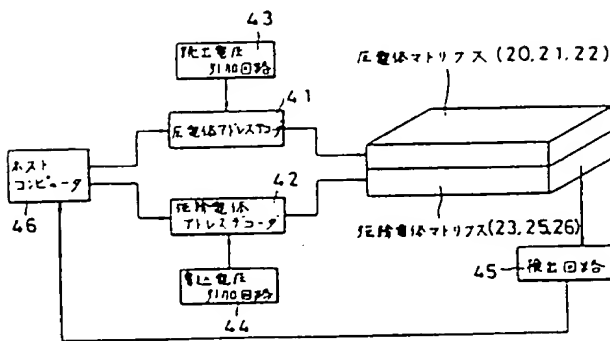 43
読出電圧
印加回路
41
圧電体アドレスデコーダ
圧電体マトリクス (20,21,22)
ホスト
コンピュータ
46
42
強誘電体
アドレスデコーダ
強誘電体マトリクス(23,25,26)
書込電圧
印加回路
44
45
検出回路